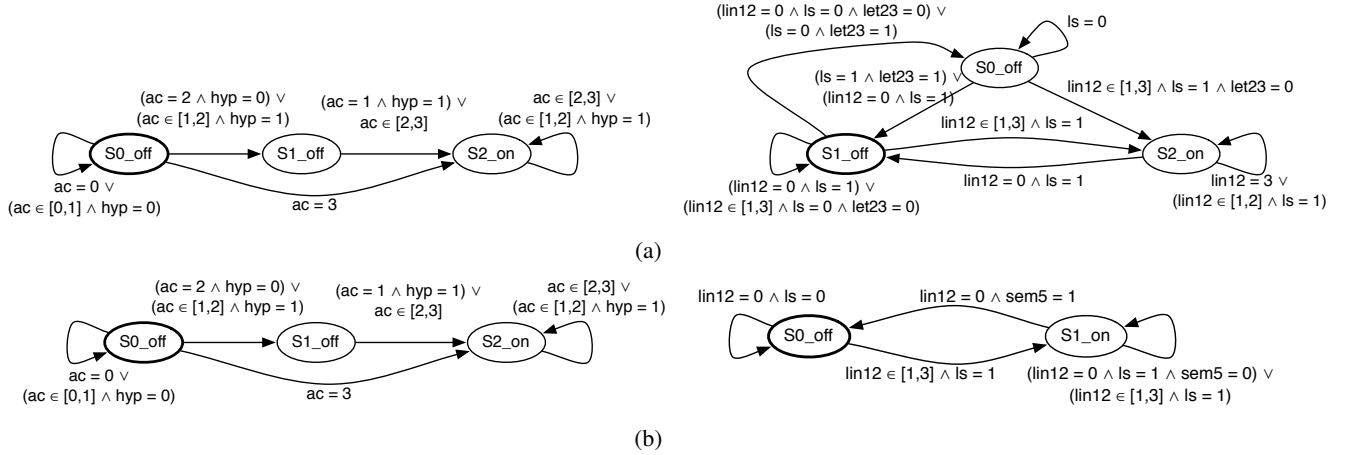 (ac = 2 ∧ hyp = 0) ∨
(ac ∈ [1,2] ∧ hyp = 1)
(ac = 1 ∧ hyp = 1) ∨
ac ∈ [2,3]
ac ∈ [2,3] ∨
(ac ∈ [1,2] ∧ hyp = 1)
S0_off
S1_off
S2_on
ac = 0 ∨
(ac ∈ [0,1] ∧ hyp = 0)
ac = 3
(lin12 = 0 ∧ ls = 0 ∧ let23 = 0) ∨
(ls = 0 ∧ let23 = 1)
ls = 0
S0_off
(ls = 1 ∧ let23 = 1) ∨
(lin12 = 0 ∧ ls = 1)
lin12 ∈ [1,3] ∧ ls = 1 ∧ let23 = 0
lin12 ∈ [1,3] ∧ ls = 1
S1_off
S2_on
lin12 = 0 ∧ ls = 1
(lin12 = 0 ∧ ls = 1) ∨
(lin12 ∈ [1,3] ∧ ls = 0 ∧ let23 = 0)
lin12 = 3 ∨
(lin12 ∈ [1,2] ∧ ls = 1)
(a)
(ac = 2 ∧ hyp = 0) ∨
(ac ∈ [1,2] ∧ hyp = 1)
(ac = 1 ∧ hyp = 1) ∨
ac ∈ [2,3]
ac ∈ [2,3] ∨
(ac ∈ [1,2] ∧ hyp = 1)
S0_off
S1_off
S2_on
ac = 0 ∨
(ac ∈ [0,1] ∧ hyp = 0)
ac = 3
lin12 = 0 ∧ ls = 0
lin12 = 0 ∧ sem5 = 1
S0_off
S1_on
lin12 ∈ [1,3] ∧ ls = 1
(lin12 = 0 ∧ ls = 1 ∧ sem5 = 0) ∨
(lin12 ∈ [1,3] ∧ ls = 1)
(b)